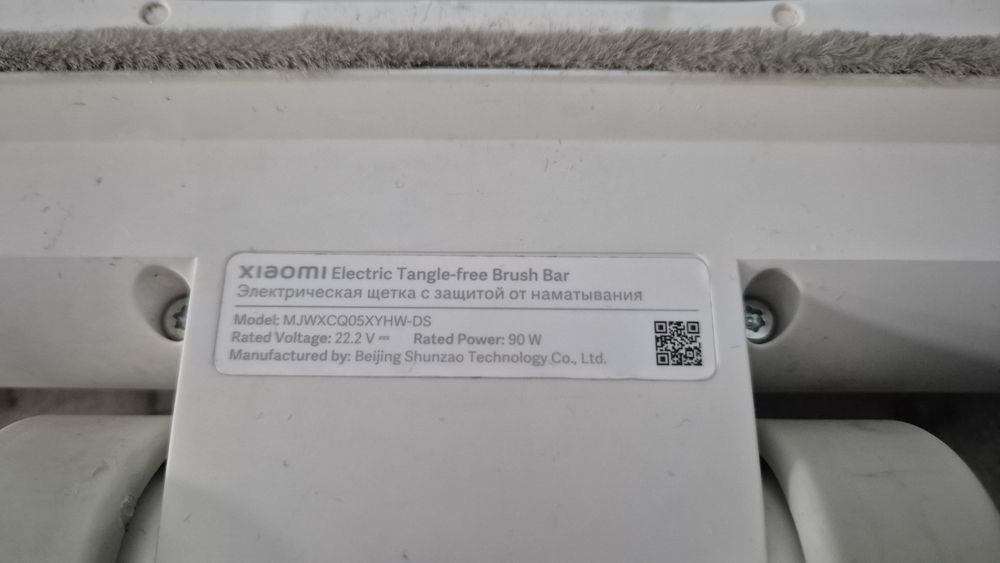 xiaomi Electric Tangle-free Brush Bar
Электрическая щетка с защитой от наматывания
Model: MJWXCQ05XYHW-DS
Rated Voltage: 22.2 V ⎓ Rated Power: 90 W
Manufactured by: Beijing Shunzao Technology Co., Ltd.